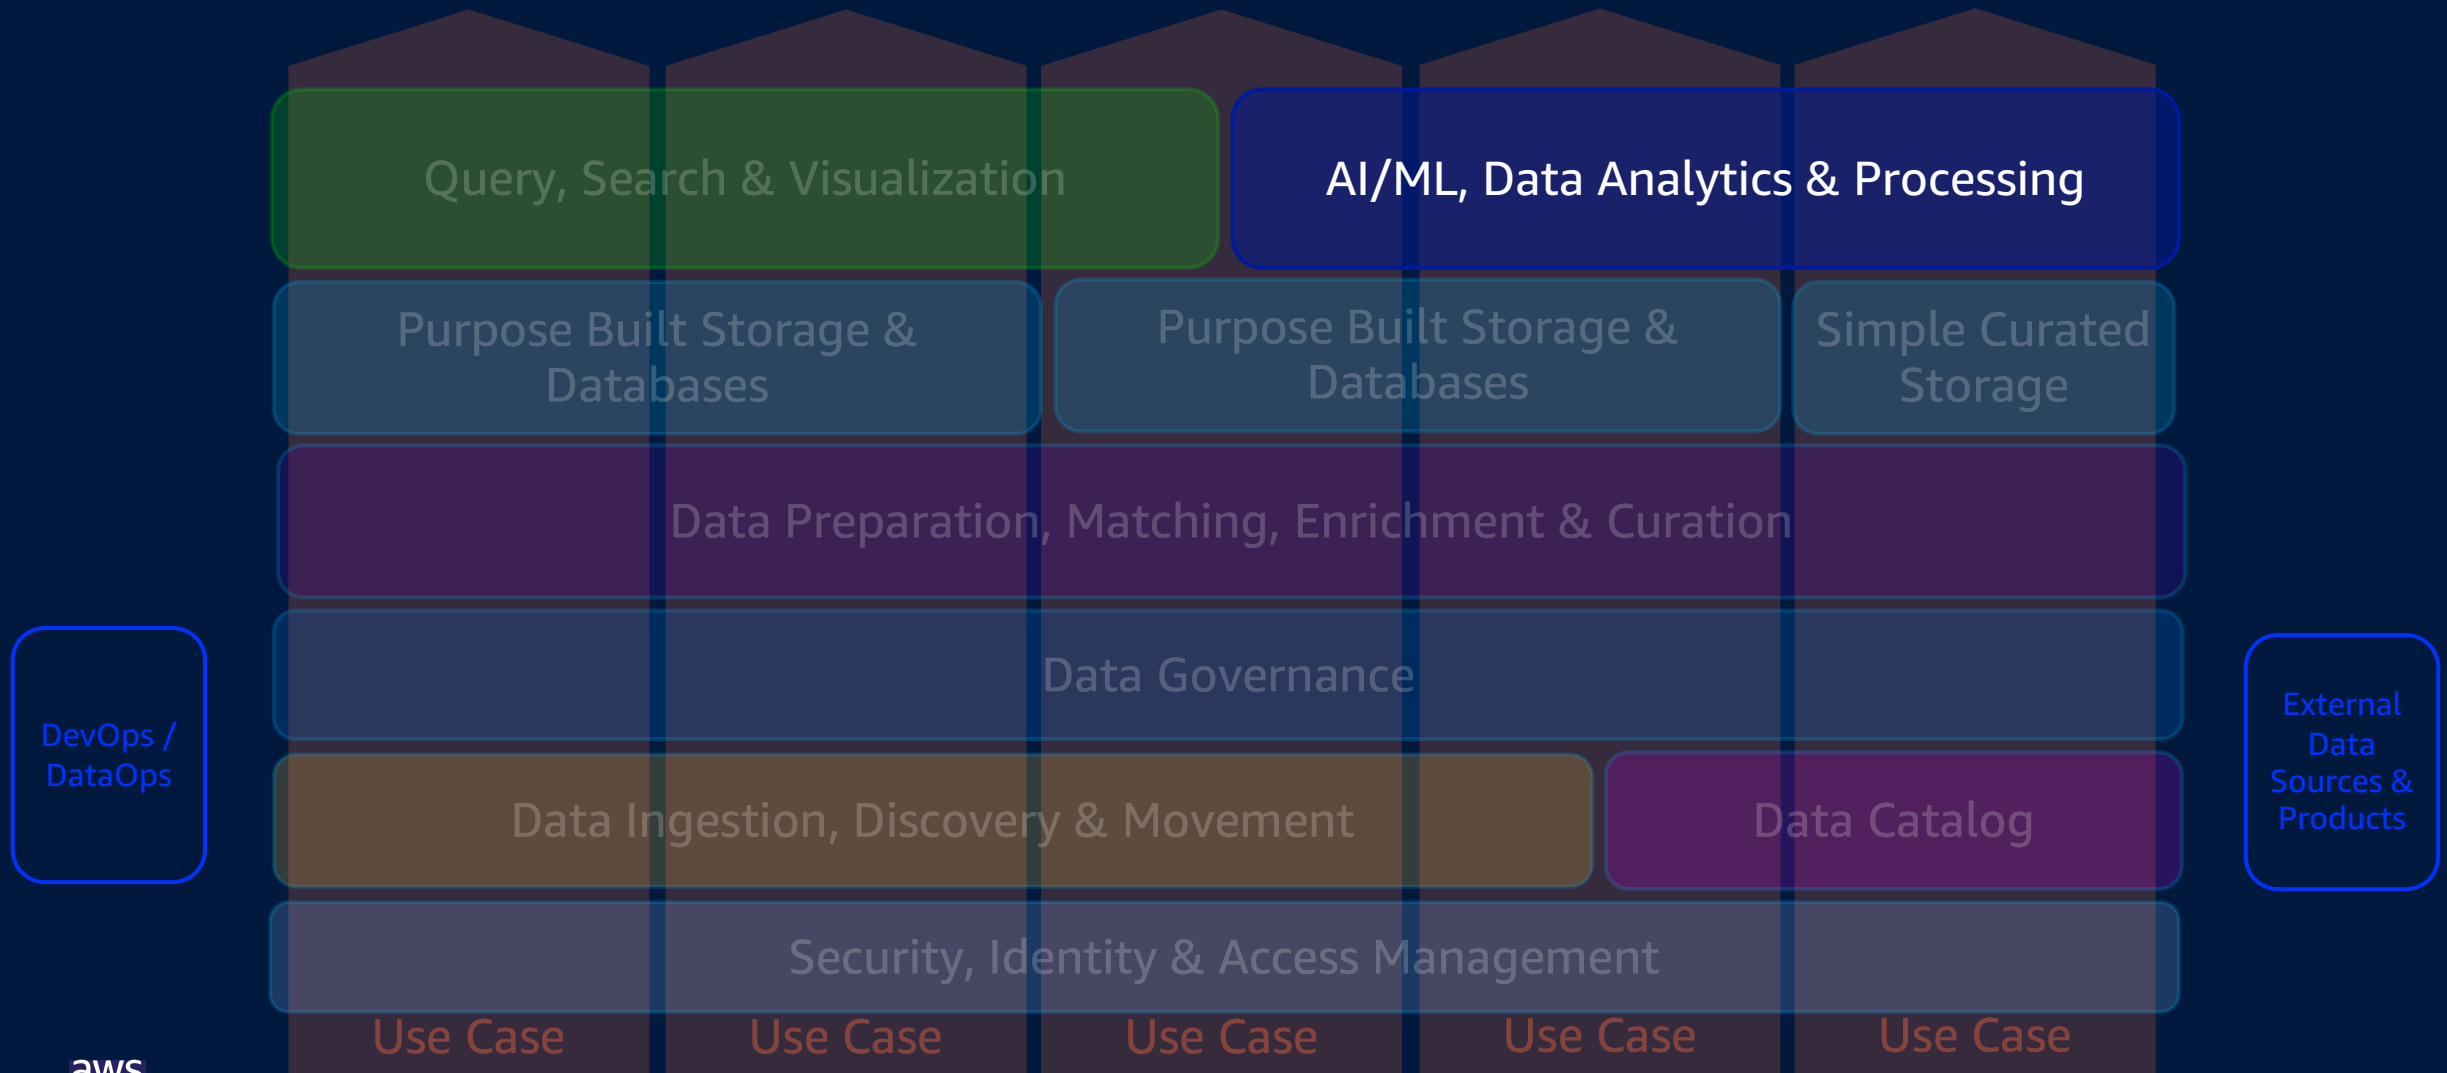 Query, Search & Visualization
AI/ML, Data Analytics & Processing
Purpose Built Storage &
Databases
Purpose Built Storage &
Databases
Simple Curated
Storage
Data Preparation, Matching, Enrichment & Curation
Data Governance
DevOps /
DataOps
External
Data
Sources &
Products
Data Ingestion, Discovery & Movement
Data Catalog
Security, Identity & Access Management
Use Case
Use Case
Use Case
Use Case
Use Case
aws